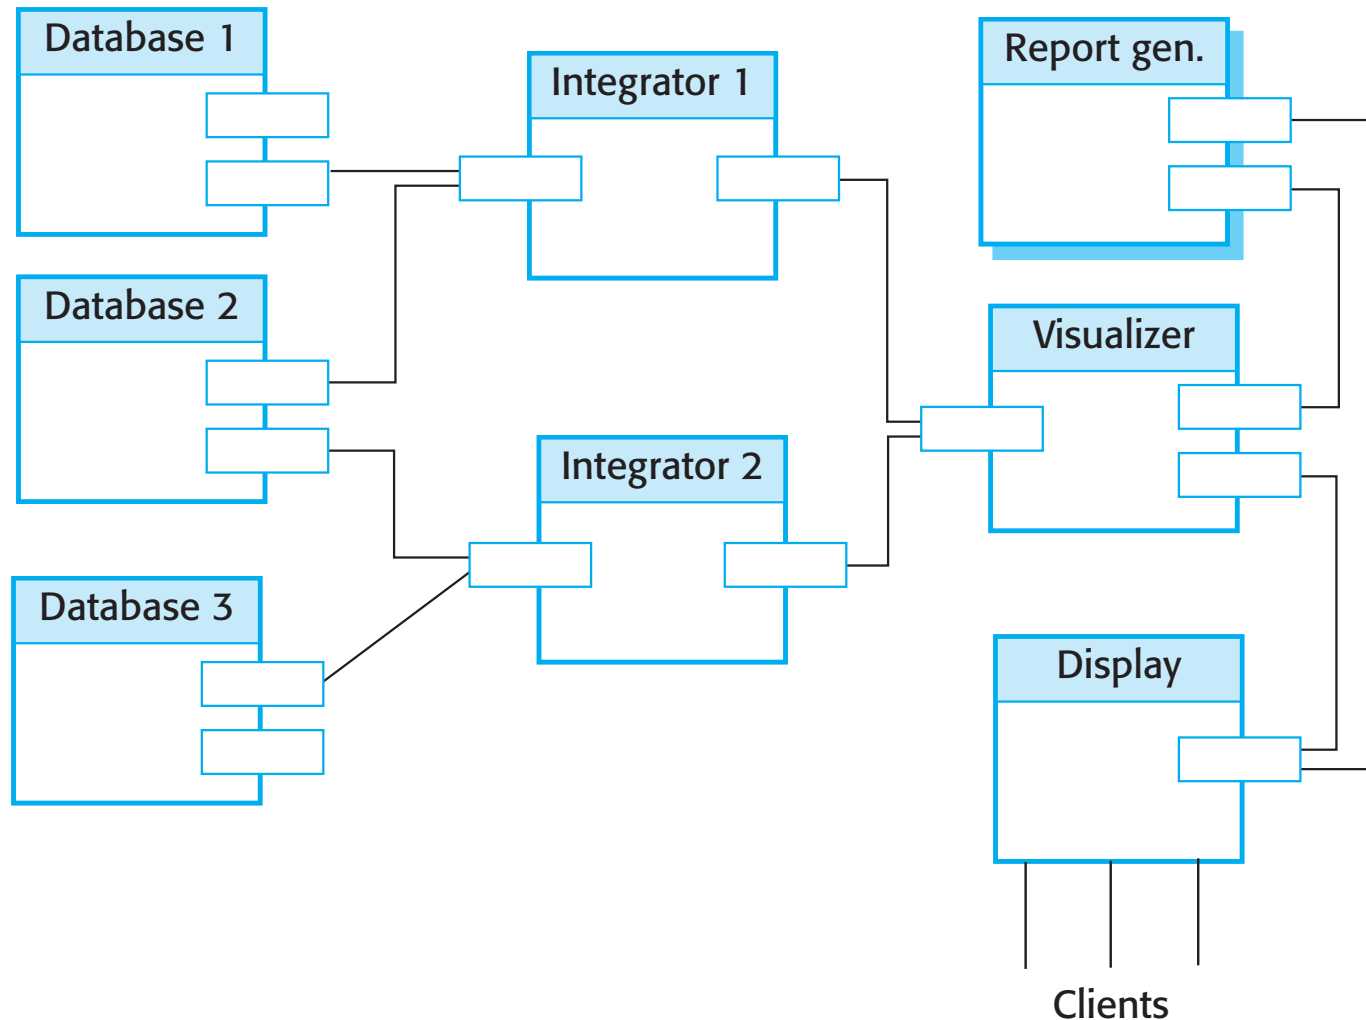 Database 1
Integrator 1
Report gen.
Database 2
Visualizer
Integrator 2
Database 3
Display
Clients